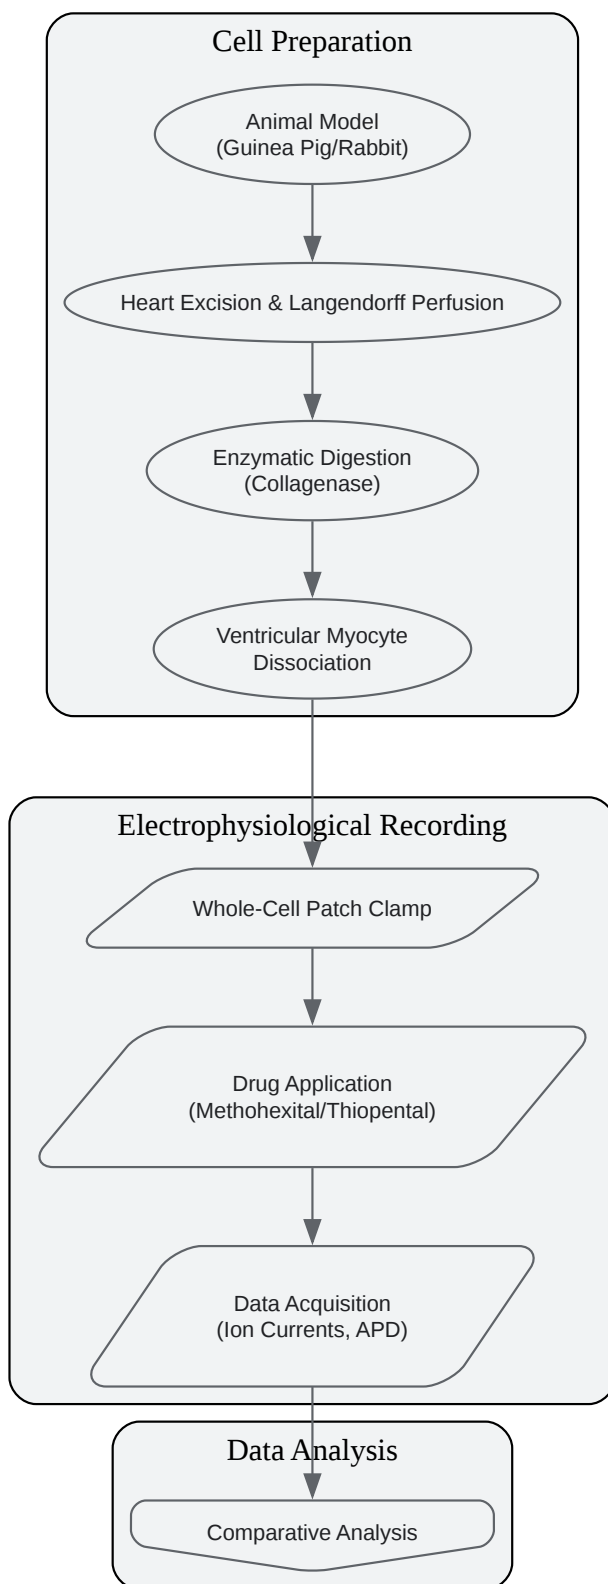 Cell Preparation
Animal Model
(Guinea Pig/Rabbit)
Heart Excision & Langendorff Perfusion
Enzymatic Digestion
(Collagenase)
Ventricular Myocyte
Dissociation
Electrophysiological Recording
Whole-Cell Patch Clamp
Drug Application
(Methohexital/Thiopental)
Data Acquisition
(Ion Currents, APD)
Data Analysis
Comparative Analysis